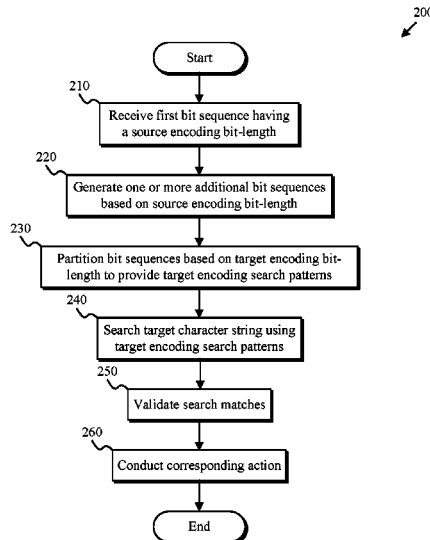 200
Start
210
Receive first bit sequence having
a source encoding bit-length
220
Generate one or more additional bit sequences
based on source encoding bit-length
230
Partition bit sequences based on target encoding bit-
length to provide target encoding search patterns
240
Search target character string using
target encoding search patterns
250
Validate search matches
260
Conduct corresponding action
End